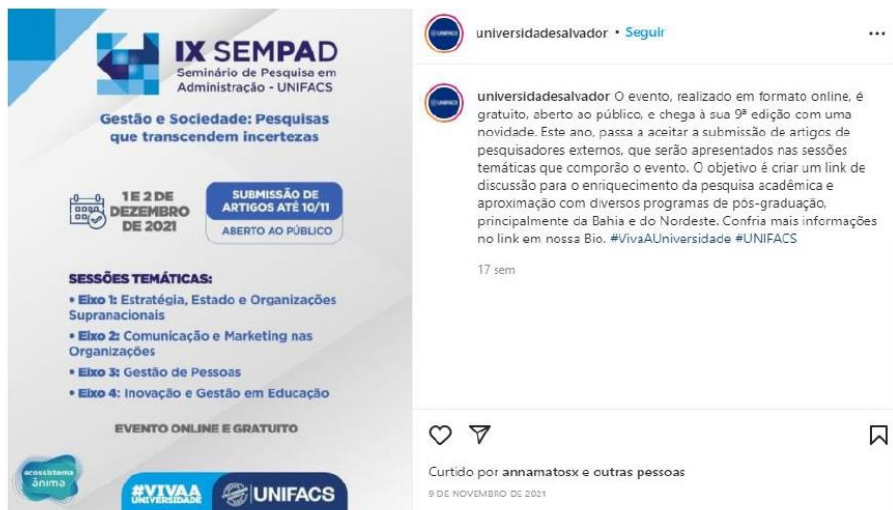 IX SEMPAD
Seminário de Pesquisa em
Administração - UNIFACS
Gestão e Sociedade: Pesquisas
que transcendem incertezas
1 E 2 DE
DEZEMBRO
DE 2021
SUBMISSÃO DE
ARTIGOS ATÉ 10/11
ABERTO AO PÚBLICO
SESSÕES TEMÁTICAS:
• Eixo 1: Estratégia, Estado e Organizações
Supranacionais
• Eixo 2: Comunicação e Marketing nas
Organizações
• Eixo 3: Gestão de Pessoas
• Eixo 4: Inovação e Gestão em Educação
EVENTO ONLINE E GRATUITO
ecossistema
ânima
#VIVAA
UNIVERSIDADE
UNIFACS
UNIFACS
universidadesalvador • Seguir
UNIFACS
universidadesalvador O evento, realizado em formato online, é
gratuito, aberto ao público, e chega à sua 9ª edição com uma
novidade. Este ano, passa a aceitar a submissão de artigos de
pesquisadores externos, que serão apresentados nas sessões
temáticas que comporão o evento. O objetivo é criar um link de
discussão para o enriquecimento da pesquisa acadêmica e
aproximação com diversos programas de pós-graduação,
principalmente da Bahia e do Nordeste. Confria mais informações
no link em nossa Bio. #VivaAUniversidade #UNIFACS
17 sem
Curtido por annamatosx e outras pessoas
9 DE NOVEMBRO DE 2021